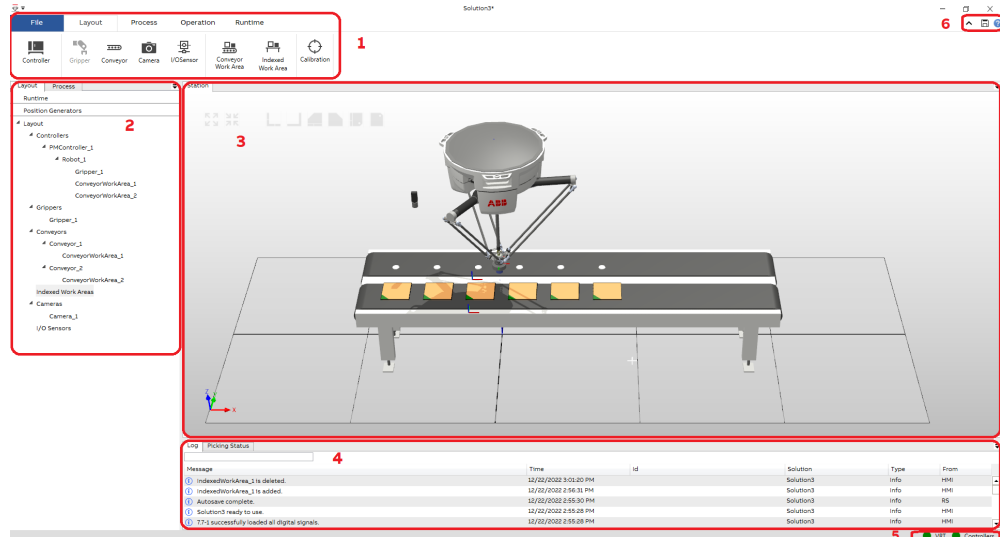 Solution3*
File Layout Process Operation Runtime
6
1
Controller Gripper Conveyor Camera I/OSensor Conveyor Work Area Indexed Work Area Calibration
Layout Process
Station
Runtime
Position Generators
2
3
Layout
Controllers
PMController_1
Robot_1
Gripper_1
ConveyorWorkArea_1
ConveyorWorkArea_2
Grippers
Gripper_1
Conveyors
Conveyor_1
ConveyorWorkArea_1
Conveyor_2
ConveyorWorkArea_2
Indexed Work Areas
Cameras
Camera_1
I/O Sensors
ABB
Z
X
Log Picking Status
4
Message Time Id Solution Type From
IndexedWorkArea_1 is deleted. 12/22/2022 3:01:20 PM Solution3 Info HMI
IndexedWorkArea_1 is added. 12/22/2022 2:56:31 PM Solution3 Info HMI
Autosave complete. 12/22/2022 2:55:30 PM Solution3 Info RS
Solution3 ready to use. 12/22/2022 2:55:28 PM Solution3 Info HMI
7.7-1 successfully loaded all digital signals. 12/22/2022 2:55:28 PM Solution3 Info HMI
5
VRT Controllers